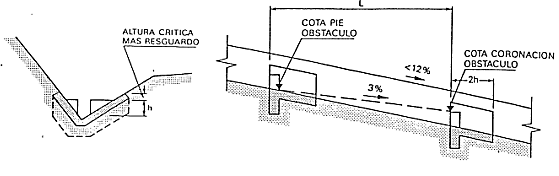 ALTURA CRITICA
MAS RESGUARDO
h
L
COTA PIE
OBSTACULO
<12%
3%
COTA CORONACION
OBSTACULO
2h